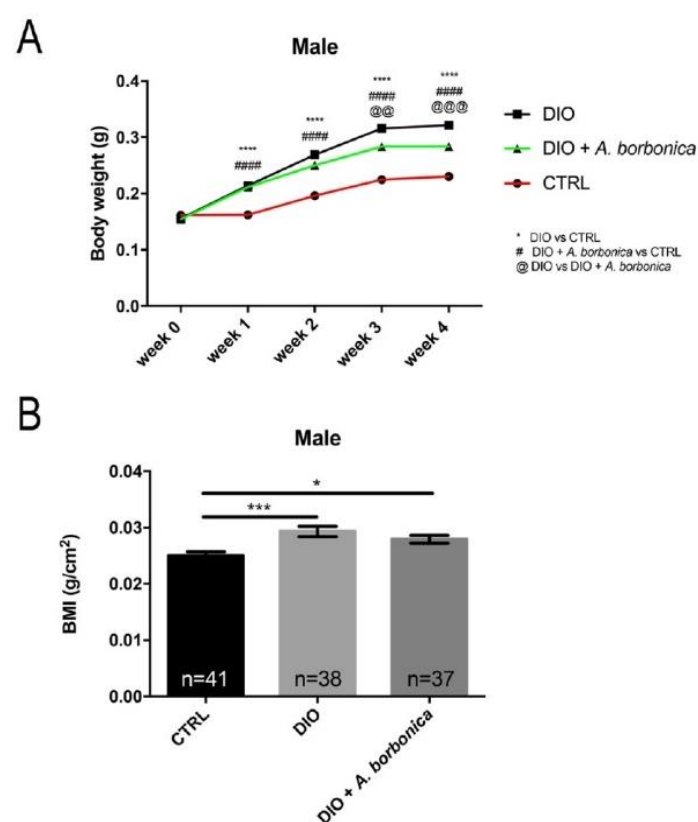 A
Male
Body weight (g)
0.4
0.3
0.2
0.1
0.0
****
####
****
####
****
####
@@
****
####
@@@
week 0
week 1
week 2
week 3
week 4
DIO
DIO + A. borbonica
CTRL
* DIO vs CTRL
# DIO + A. borbonica vs CTRL
@ DIO vs DIO + A. borbonica
B
Male
BMI (g/cm²)
0.04
0.03
0.02
0.01
0.00
*
***
n=41
n=38
n=37
CTRL
DIO
DIO + A. borbonica